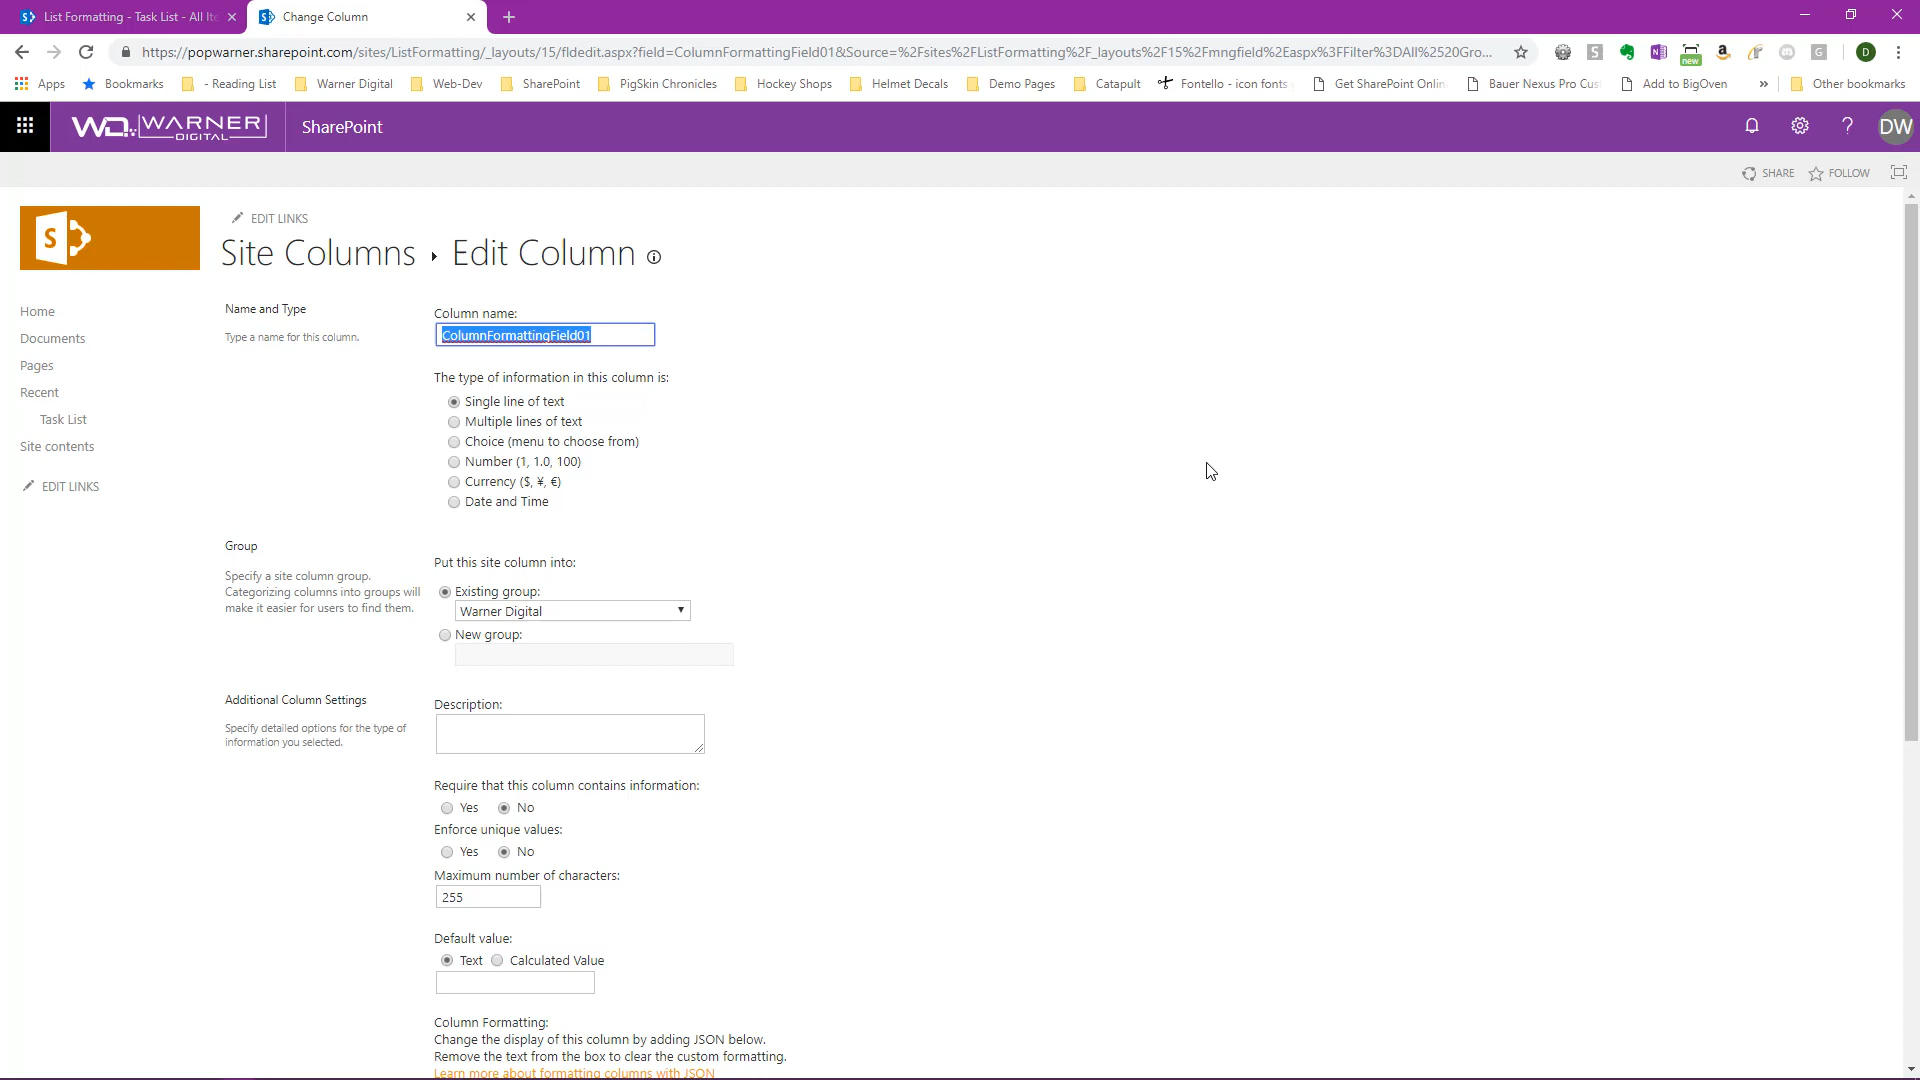 List Formatting - Task List - All Ite
Change Column
https://popwarner.sharepoint.com/sites/ListFormatting/_layouts/15/fldedit.aspx?field=ColumnFormattingField01&Source=%2Fsites%2FListFormatting%2F_layouts%2F15%2Fmngfield%2Easpx%3FFilter%3DAll%2520Gro...
new
D
Apps
Bookmarks
- Reading List
Warner Digital
Web-Dev
SharePoint
PigSkin Chronicles
Hockey Shops
Helmet Decals
Demo Pages
Catapult
Fontello - icon fonts
Get SharePoint Onlin
Bauer Nexus Pro Cus
Add to BigOven
»
Other bookmarks
WD WARNER
DIGITAL
SharePoint
?
DW
SHARE
FOLLOW
S
EDIT LINKS
Site Columns ▸ Edit Column
Home
Documents
Pages
Recent
Task List
Site contents
EDIT LINKS
Name and Type
Type a name for this column.
Column name:
ColumnFormattingField01
The type of information in this column is:
Single line of text
Multiple lines of text
Choice (menu to choose from)
Number (1, 1.0, 100)
Currency ($, ¥, €)
Date and Time
Group
Specify a site column group.
Categorizing columns into groups will
make it easier for users to find them.
Put this site column into:
Existing group:
Warner Digital
New group:
Additional Column Settings
Specify detailed options for the type of
information you selected.
Description:
Require that this column contains information:
Yes No
Enforce unique values:
Yes No
Maximum number of characters:
255
Default value:
Text Calculated Value
Column Formatting:
Change the display of this column by adding JSON below.
Remove the text from the box to clear the custom formatting.
Learn more about formatting columns with JSON